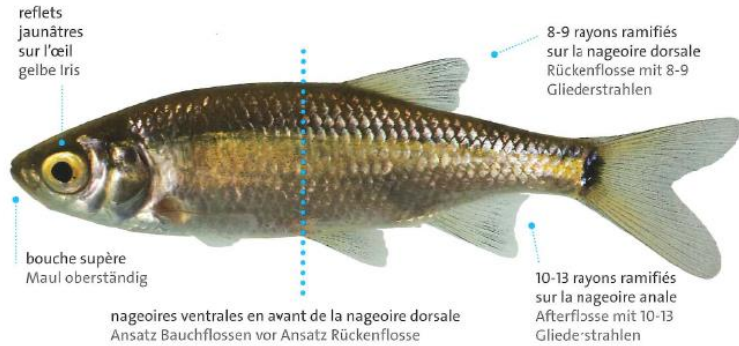 reflets
jaunâtres
sur l'œil
gelbe Iris
8-9 rayons ramifiés
sur la nageoire dorsale
Rückenflosse mit 8-9
Gliederstrahlen
bouche supère
Maul oberständig
nageoires ventrales en avant de la nageoire dorsale
Ansatz Bauchflossen vor Ansatz Rückenflosse
10-13 rayons ramifiés
sur la nageoire anale
Afterflosse mit 10-13
Gliederstrahlen